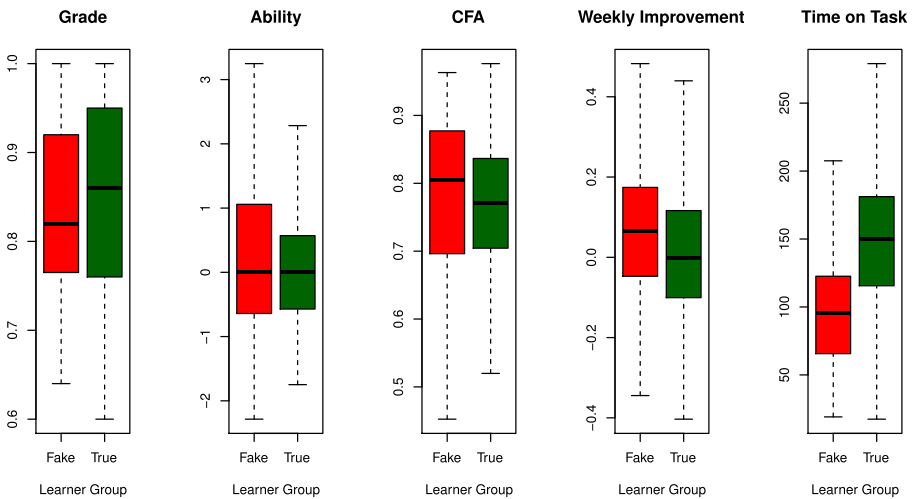 Grade
1.0
0.9
0.8
0.7
0.6
Fake True
Learner Group
Ability
3
2
1
0
−1
−2
Fake True
Learner Group
CFA
0.9
0.8
0.7
0.6
0.5
Fake True
Learner Group
Weekly Improvement
0.4
0.2
0.0
−0.2
−0.4
Fake True
Learner Group
Time on Task
250
200
150
100
50
Fake True
Learner Group